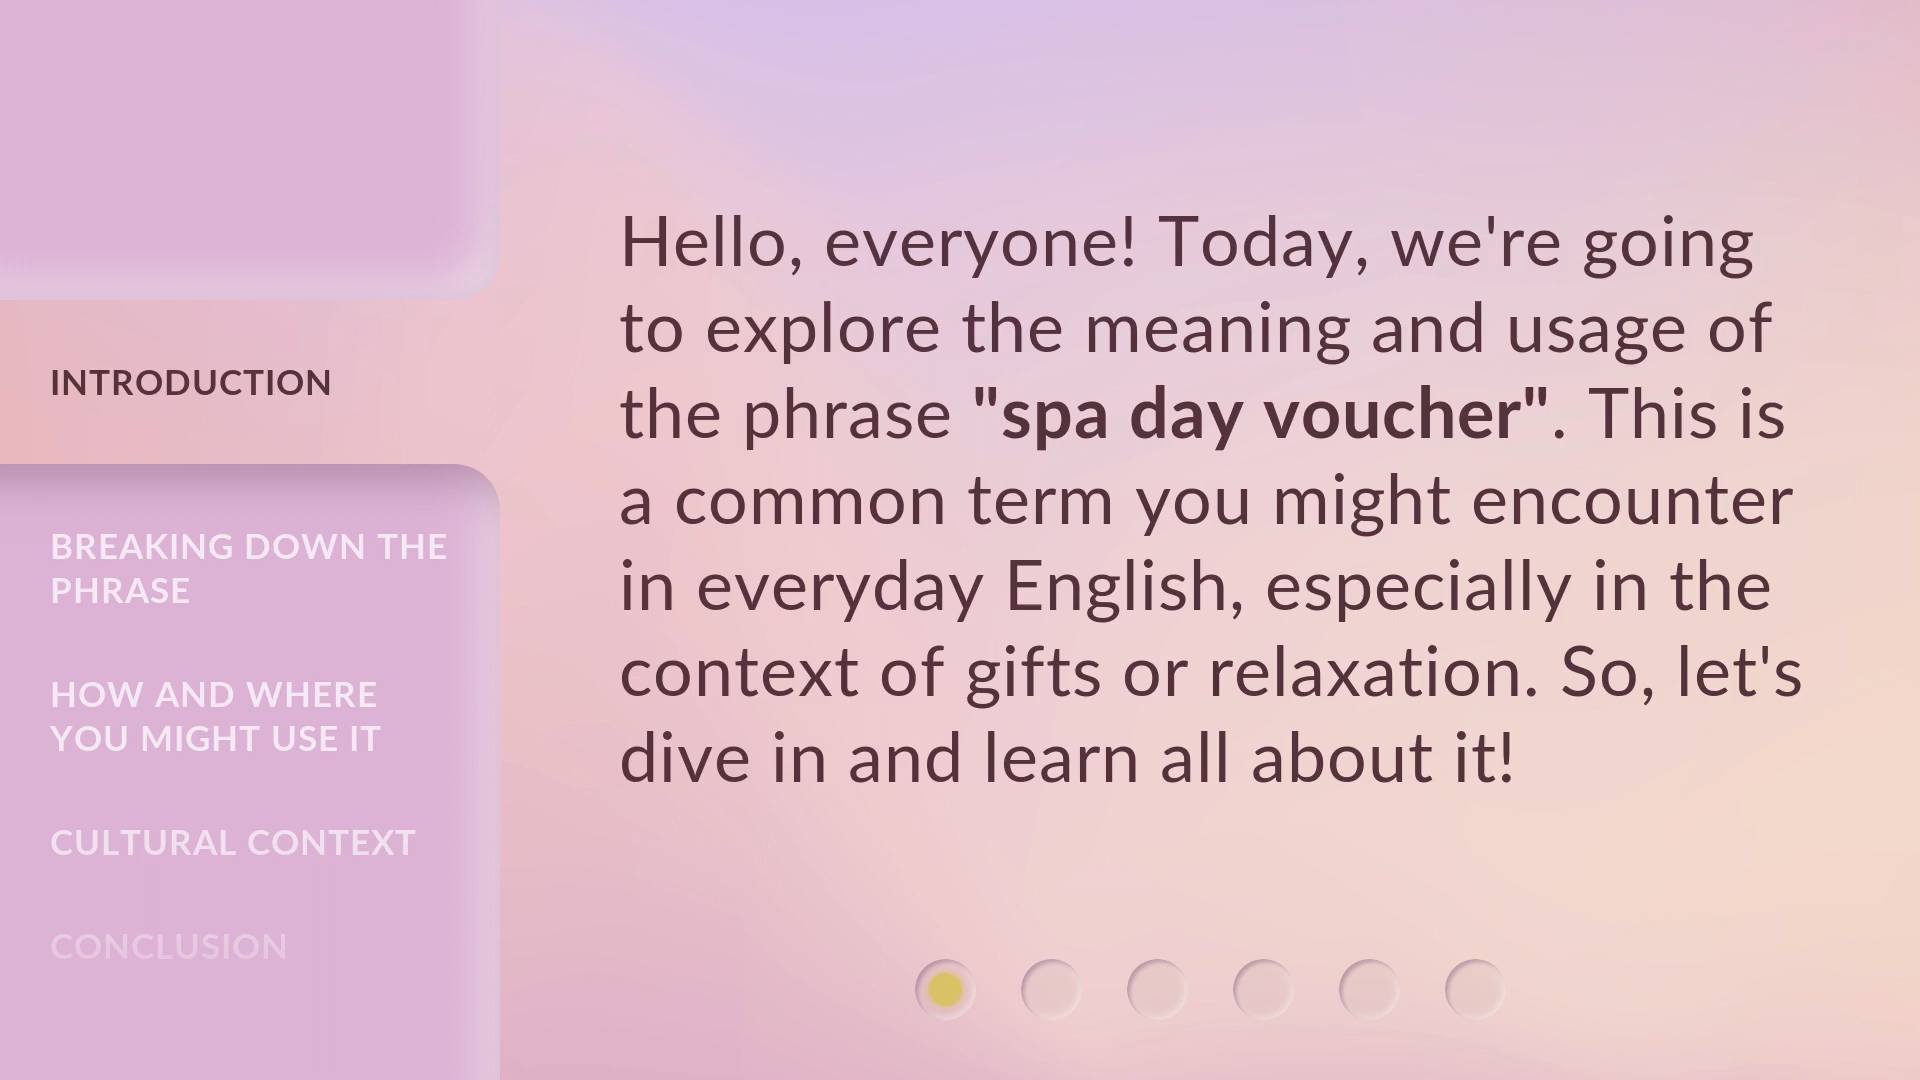 INTRODUCTION
BREAKING DOWN THE
PHRASE
HOW AND WHERE
YOU MIGHT USE IT
CULTURAL CONTEXT
CONCLUSION
Hello, everyone! Today, we're going
to explore the meaning and usage of
the phrase "spa day voucher". This is
a common term you might encounter
in everyday English, especially in the
context of gifts or relaxation. So, let's
dive in and learn all about it!